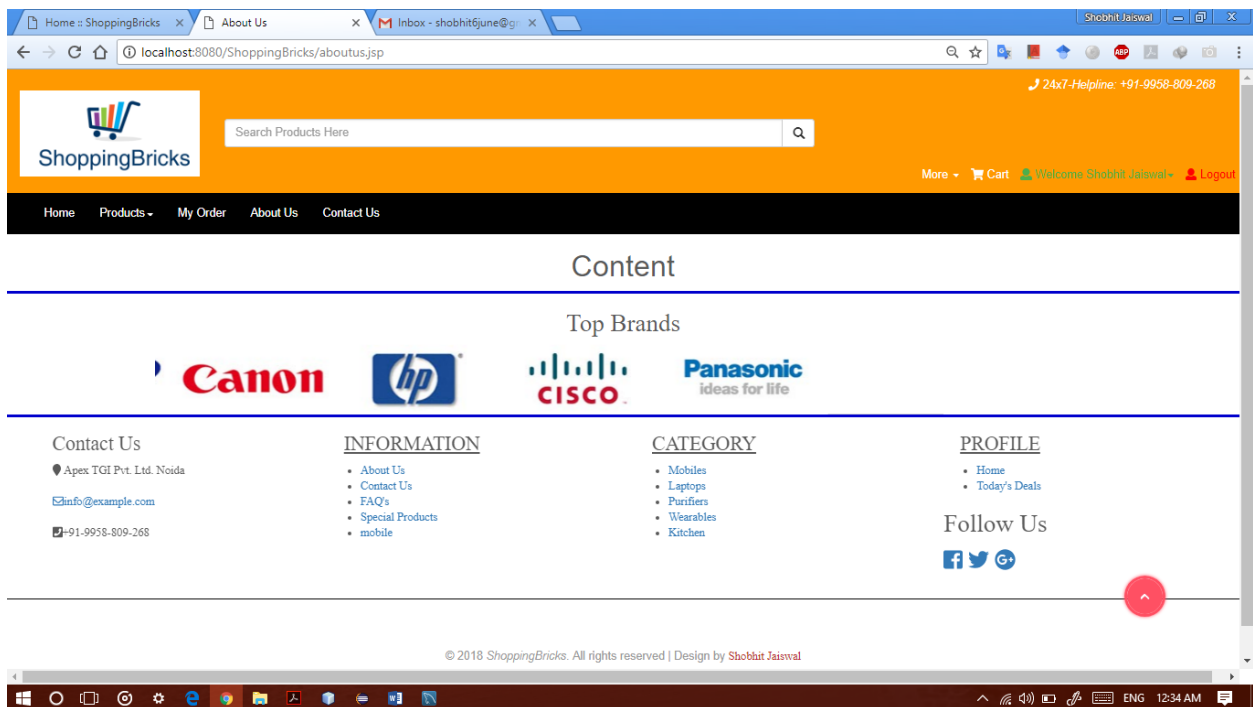 Home :: ShoppingBricks
About Us
Inbox - shobhit6june@gm
Shobhit Jaiswal
localhost:8080/ShoppingBricks/aboutus.jsp
ABP
24x7-Helpline: +91-9958-809-268
ShoppingBricks
Search Products Here
More
Cart
Welcome Shobhit Jaiswal
Logout
Home Products My Order About Us Contact Us
Content
Top Brands
Canon
hp
CISCO
Panasonic
ideas for life
Contact Us
Apex TGI Pvt. Ltd. Noida
info@example.com
+91-9958-809-268
INFORMATION
About Us
Contact Us
FAQ's
Special Products
mobile
CATEGORY
Mobiles
Laptops
Purifiers
Wearables
Kitchen
PROFILE
Home
Today's Deals
Follow Us
G+
© 2018 ShoppingBricks. All rights reserved | Design by Shobhit Jaiswal
ENG 12:34 AM